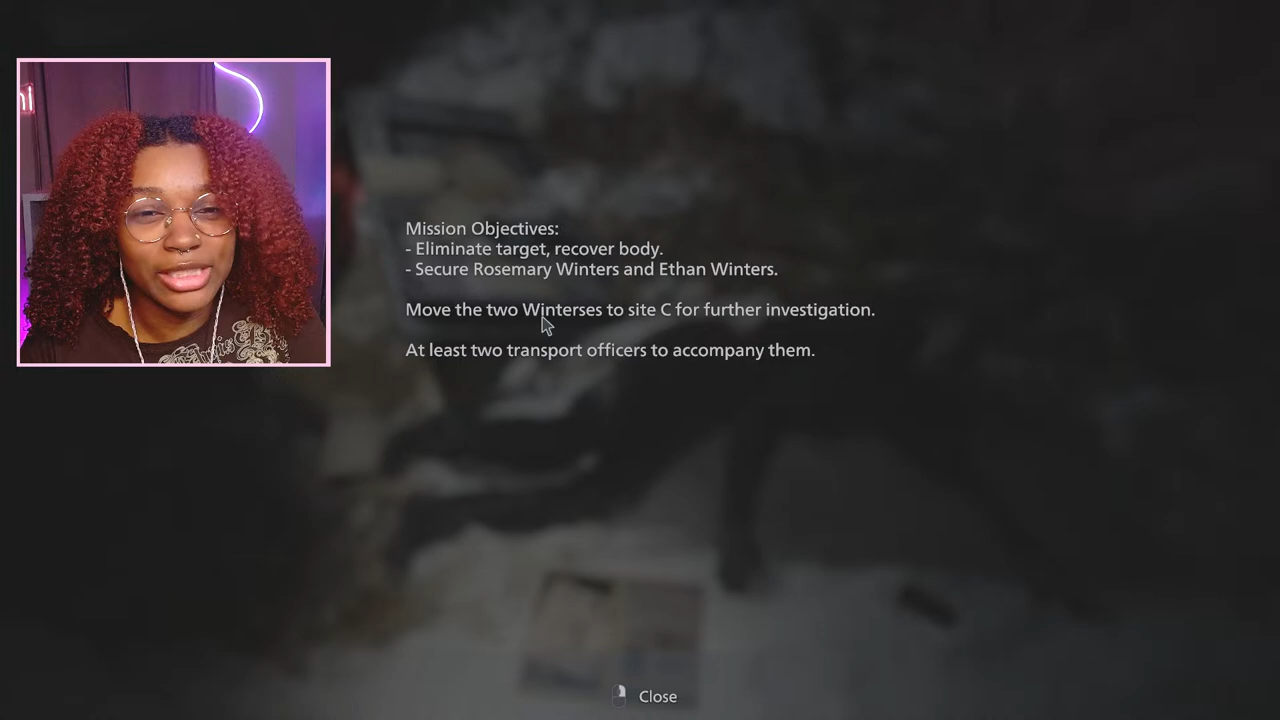 Mission Objectives:
- Eliminate target, recover body.
- Secure Rosemary Winters and Ethan Winters.
Move the two Winterses to site C for further investigation.
At least two transport officers to accompany them.
Close